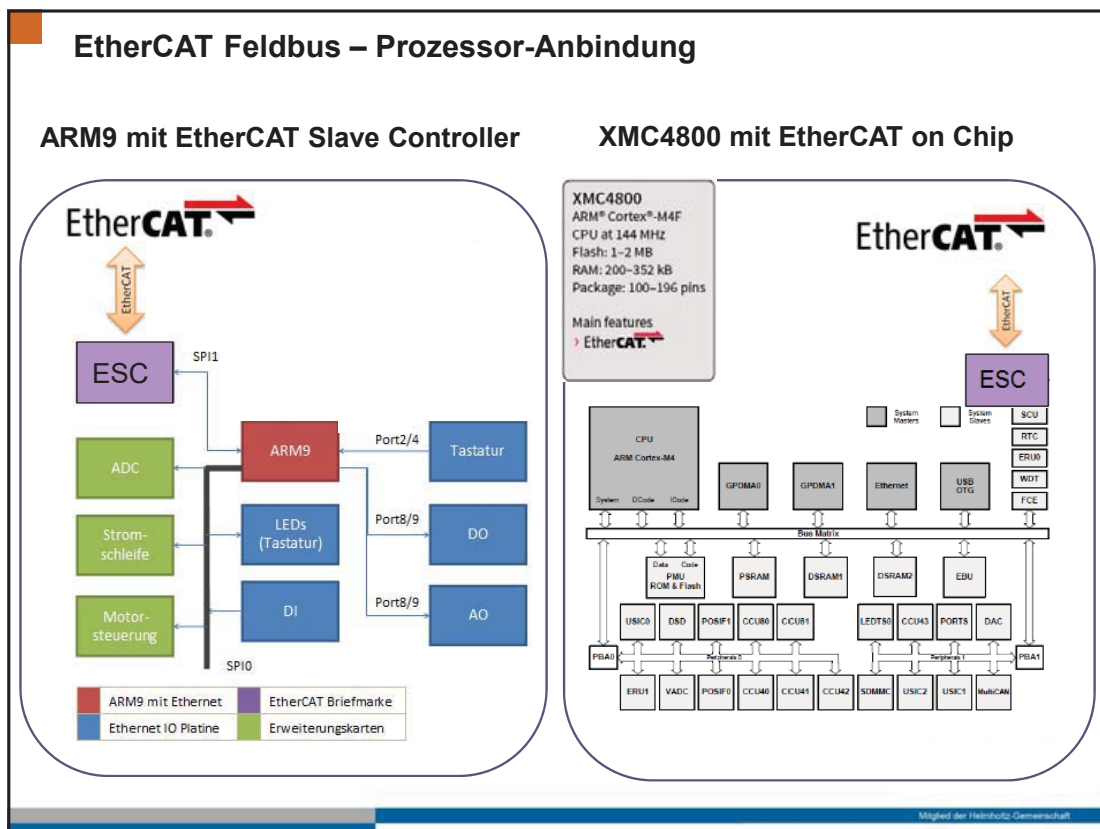 EtherCAT Feldbus – Prozessor-Anbindung
ARM9 mit EtherCAT Slave Controller
EtherCAT.
EtherCAT
ESC
SPI1
ADC
ARM9
Port2/4
Tastatur
Strom-
schleife
LEDs
(Tastatur)
Port8/9
DO
Motor-
steuerung
DI
Port8/9
AO
SPI0
ARM9 mit Ethernet
EtherCAT Briefmarke
Ethernet IO Platine
Erweiterungskarten
XMC4800 mit EtherCAT on Chip
XMC4800
ARM® Cortex®-M4F
CPU at 144 MHz
Flash: 1–2 MB
RAM: 200–352 kB
Package: 100–196 pins
Main features
› EtherCAT.
EtherCAT.
EtherCAT
ESC
System
Masters
System
Slaves
SCU
RTC
ERU0
WDT
FCE
CPU
ARM Cortex-M4
System DCode ICode
GPDMA0
GPDMA1
Ethernet
USB
OTG
Bus Matrix
Data Code
PMU
ROM & Flash
PSRAM
DSRAM1
DSRAM2
EBU
USIC0
DSD
POSIF1
CCU80
CCU81
LEDTS0
CCU43
PORTS
DAC
PBA0
Peripherals 0
Peripherals 1
PBA1
ERU1
VADC
POSIF0
CCU40
CCU41
CCU42
SDMMC
USIC2
USIC1
MultiCAN
Mitglied der Helmholtz-Gemeinschaft